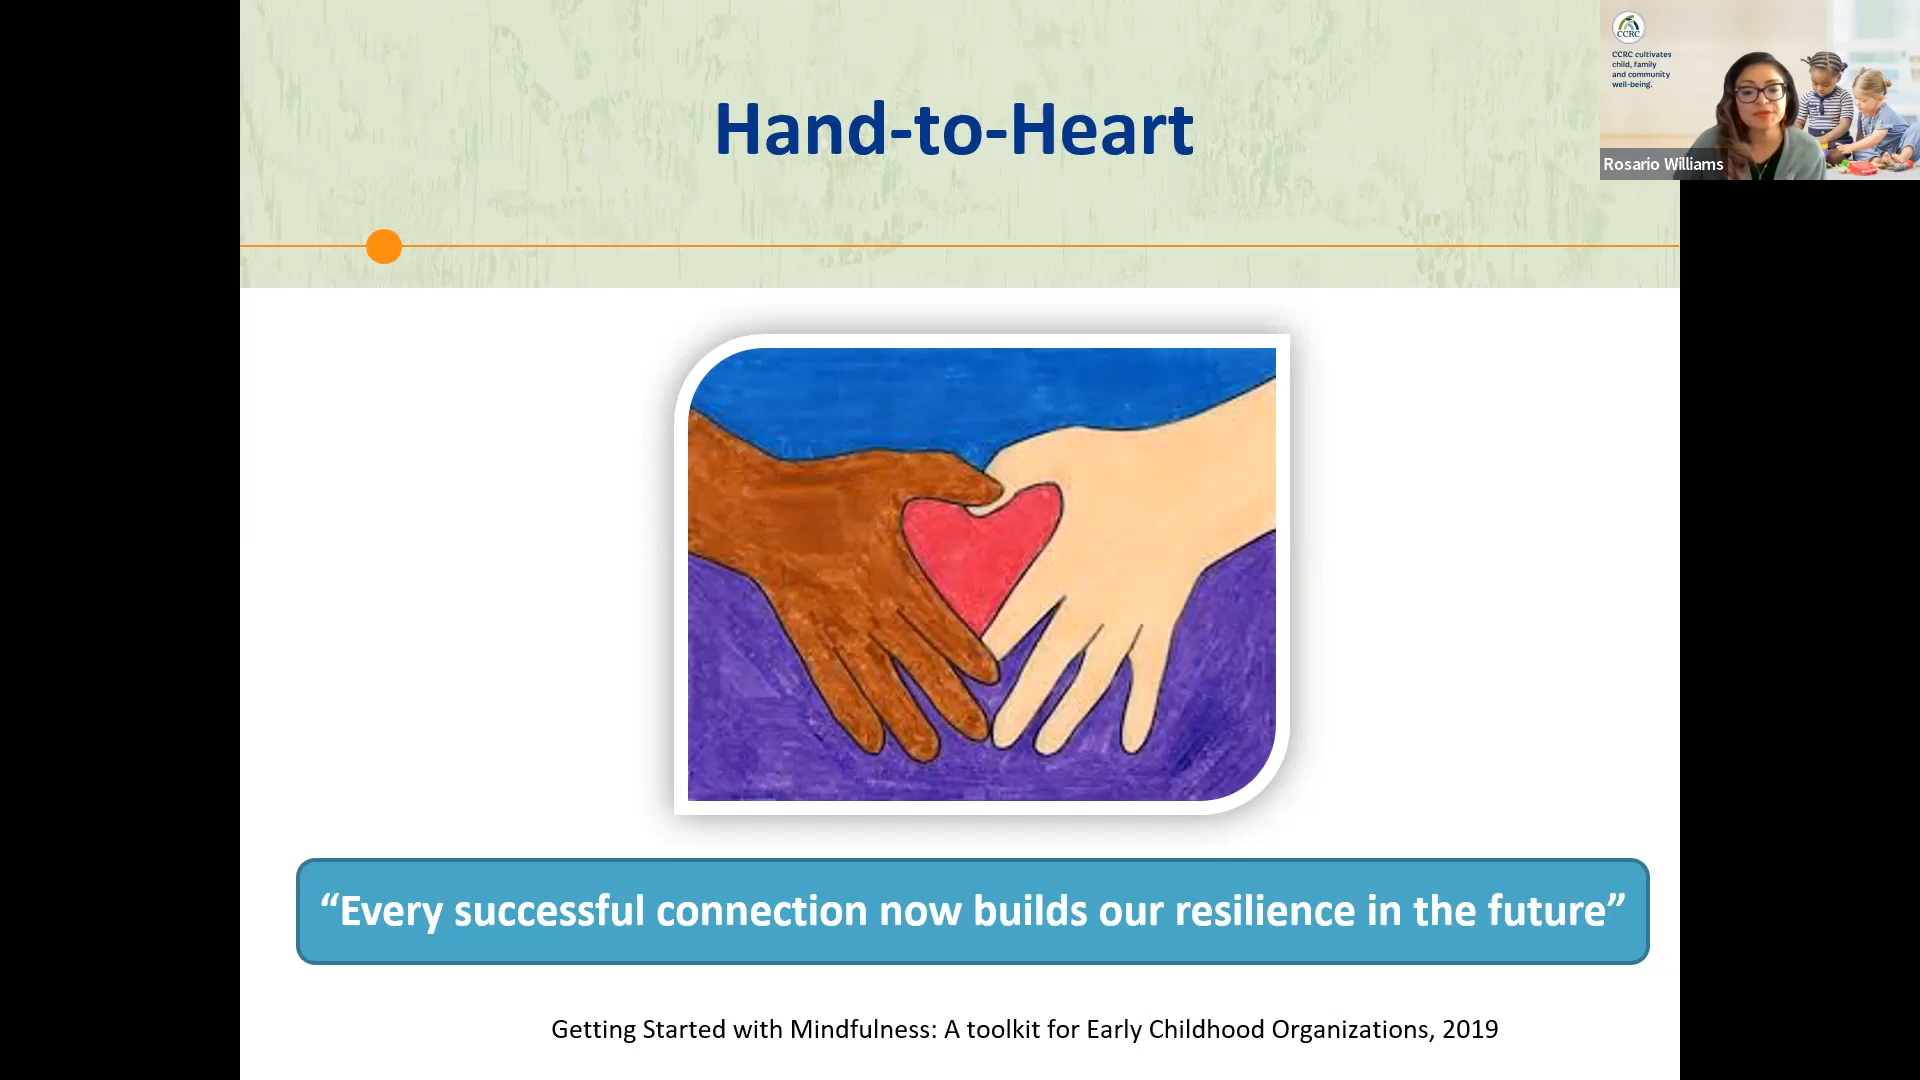 Hand-to-Heart
CCRC
CCRC cultivates
child, family
and community
well-being.
Rosario Williams
“Every successful connection now builds our resilience in the future”
Getting Started with Mindfulness: A toolkit for Early Childhood Organizations, 2019